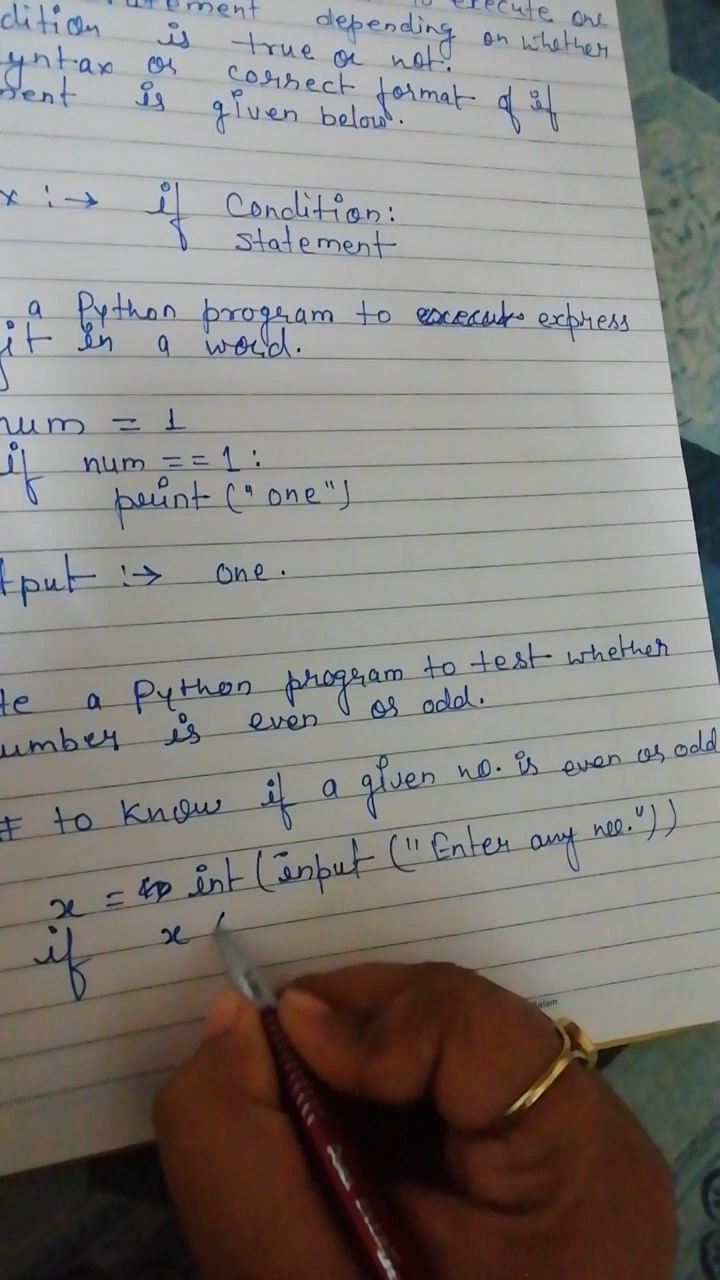 execute one
depending on whether
dition is true or not.
yntax or correct format of if
ment is given below.
x :→ if Condition:
statement
a Python program to express
it in a word.
num = 1
if num == 1:
print ("one")
tput :→ one.
te a Python program to test whether
umber is even or odd.
# to know if a given no. is even or odd
x = int (input ("Enter any no."))
if x